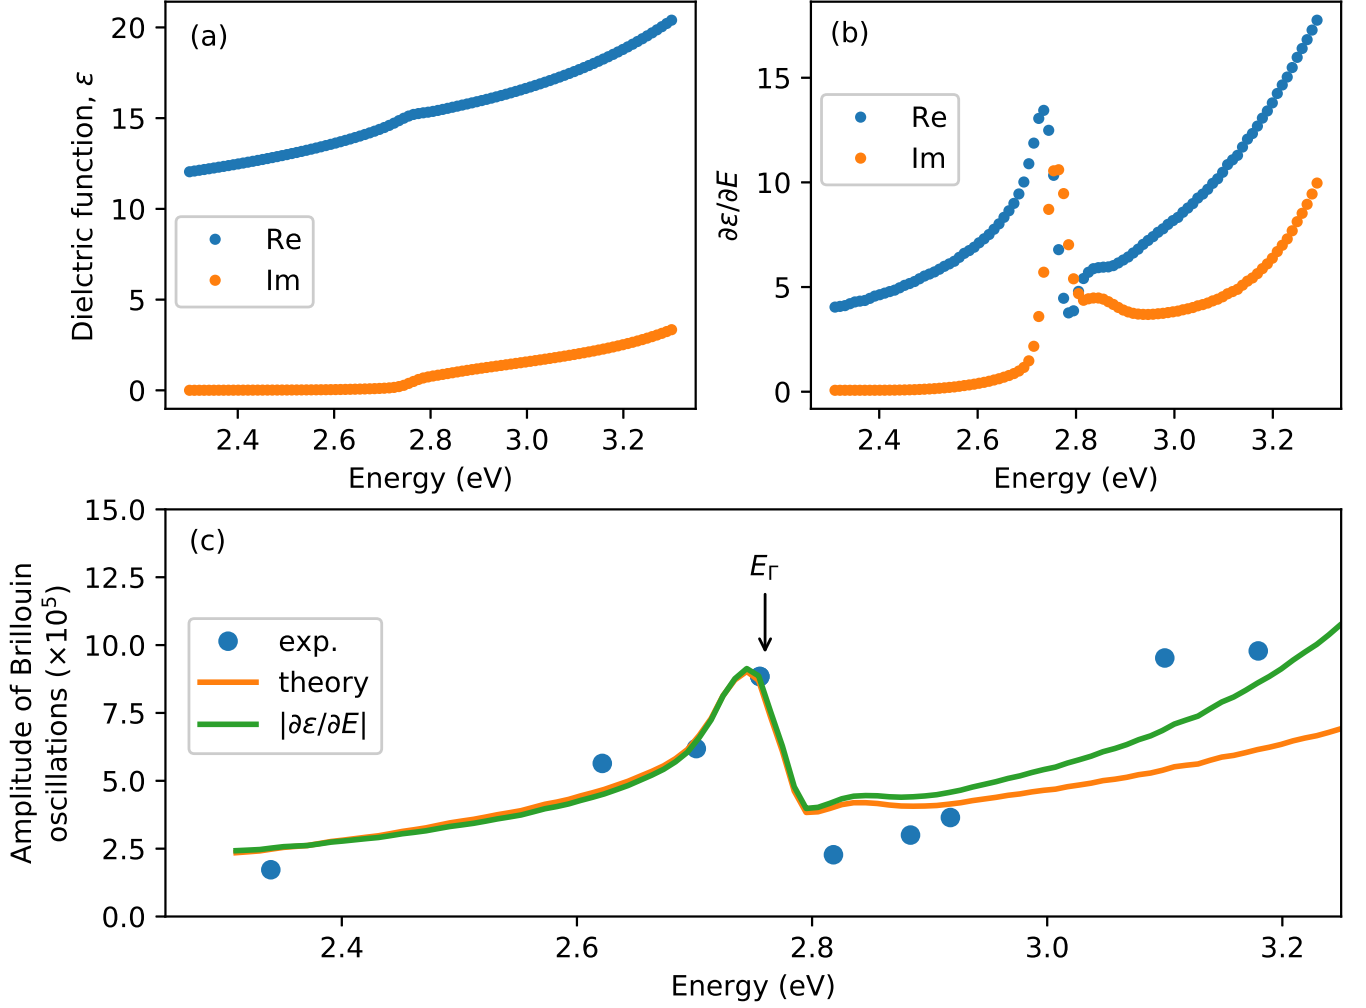 (a)
20
15
10
5
0
Dielctric function, ε
Re
Im
2.4 2.6 2.8 3.0 3.2
Energy (eV)
(b)
15
10
5
0
∂ε/∂E
Re
Im
2.4 2.6 2.8 3.0 3.2
Energy (eV)
(c)
15.0
12.5
10.0
7.5
5.0
2.5
0.0
Amplitude of Brillouin
oscillations (×10⁵)
E_Γ
exp.
theory
|∂ε/∂E|
2.4 2.6 2.8 3.0 3.2
Energy (eV)